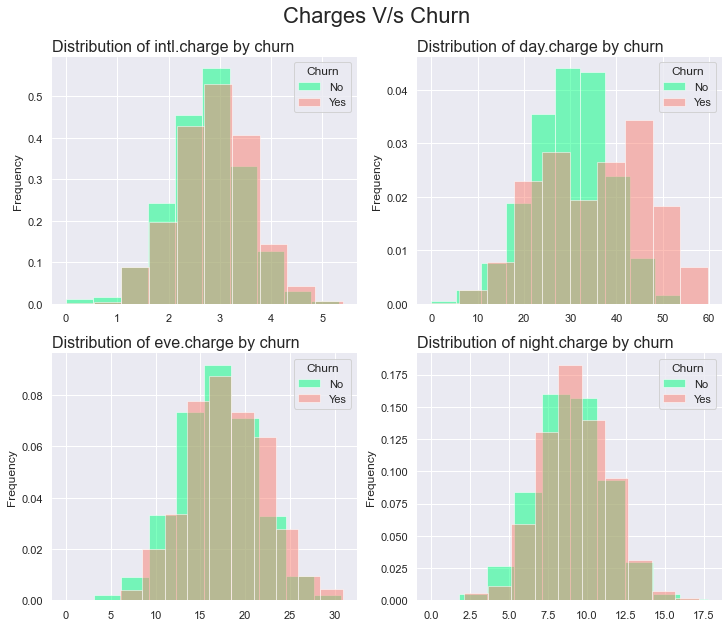 Charges V/s Churn
Distribution of intl.charge by churn
Frequency
0.5
0.4
0.3
0.2
0.1
0.0
0 1 2 3 4 5
Churn
No
Yes
Distribution of day.charge by churn
Frequency
0.04
0.03
0.02
0.01
0.00
0 10 20 30 40 50 60
Churn
No
Yes
Distribution of eve.charge by churn
Frequency
0.08
0.06
0.04
0.02
0.00
0 5 10 15 20 25 30
Churn
No
Yes
Distribution of night.charge by churn
Frequency
0.175
0.150
0.125
0.100
0.075
0.050
0.025
0.000
0.0 2.5 5.0 7.5 10.0 12.5 15.0 17.5
Churn
No
Yes